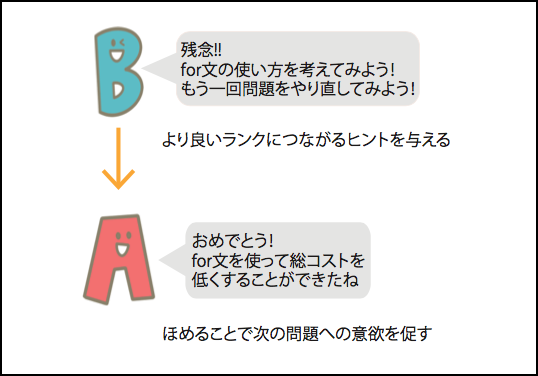 B
残念!!
for文の使い方を考えてみよう!
もう一回問題をやり直してみよう!
より良いランクにつながるヒントを与える
A
おめでとう!
for文を使って総コストを
低くすることができたね
ほめることで次の問題への意欲を促す